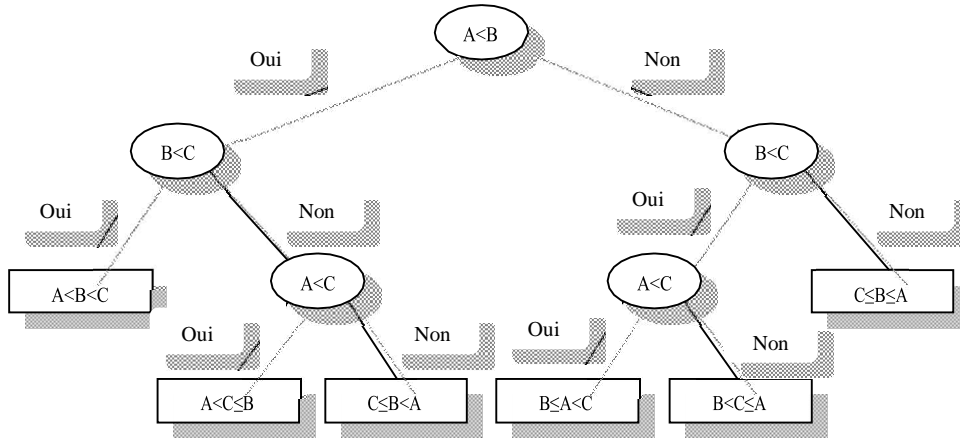 A<B
Oui
Non
B<C
B<C
Oui
Non
Oui
Non
A<B<C
A<C
A<C
C≤B≤A
Oui
Non
Oui
Non
A<C≤B
C≤B<A
B≤A<C
B<C≤A